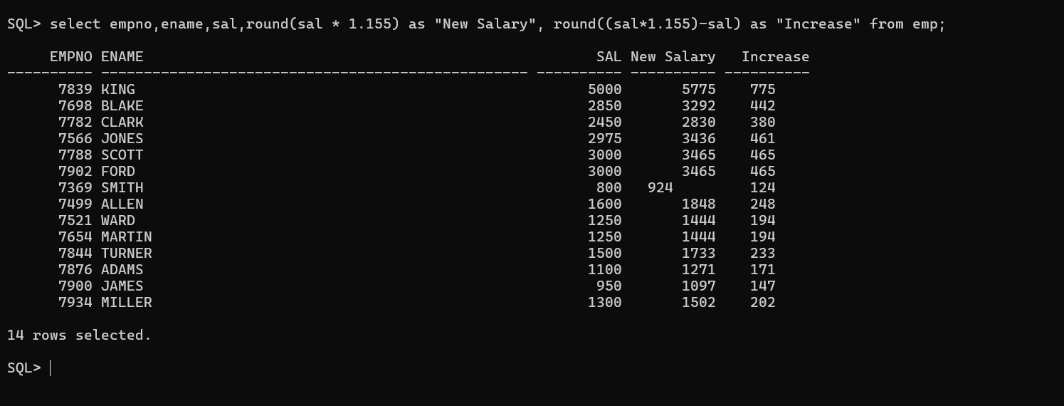 SQL> select empno,ename,sal,round(sal * 1.155) as "New Salary", round((sal*1.155)-sal) as "Increase" from emp;
EMPNO ENAME SAL New Salary Increase
---------- -------------------------------------------------- ---------- ---------- ----------
7839 KING 5000 5775 775
7698 BLAKE 2850 3292 442
7782 CLARK 2450 2830 380
7566 JONES 2975 3436 461
7788 SCOTT 3000 3465 465
7902 FORD 3000 3465 465
7369 SMITH 800 924 124
7499 ALLEN 1600 1848 248
7521 WARD 1250 1444 194
7654 MARTIN 1250 1444 194
7844 TURNER 1500 1733 233
7876 ADAMS 1100 1271 171
7900 JAMES 950 1097 147
7934 MILLER 1300 1502 202
14 rows selected.
SQL>